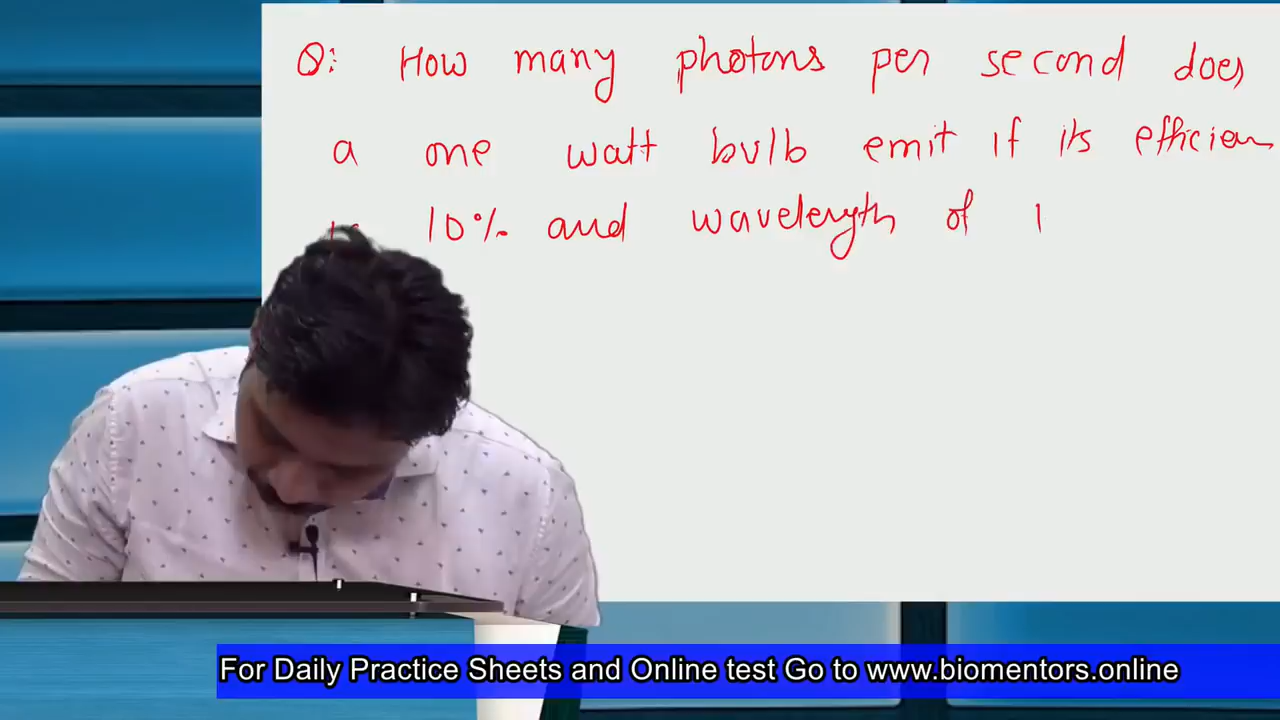 Q: How many photons per second does
a one watt bulb emit if its efficien
10% and wavelength of
For Daily Practice Sheets and Online test Go to www.biomentors.online